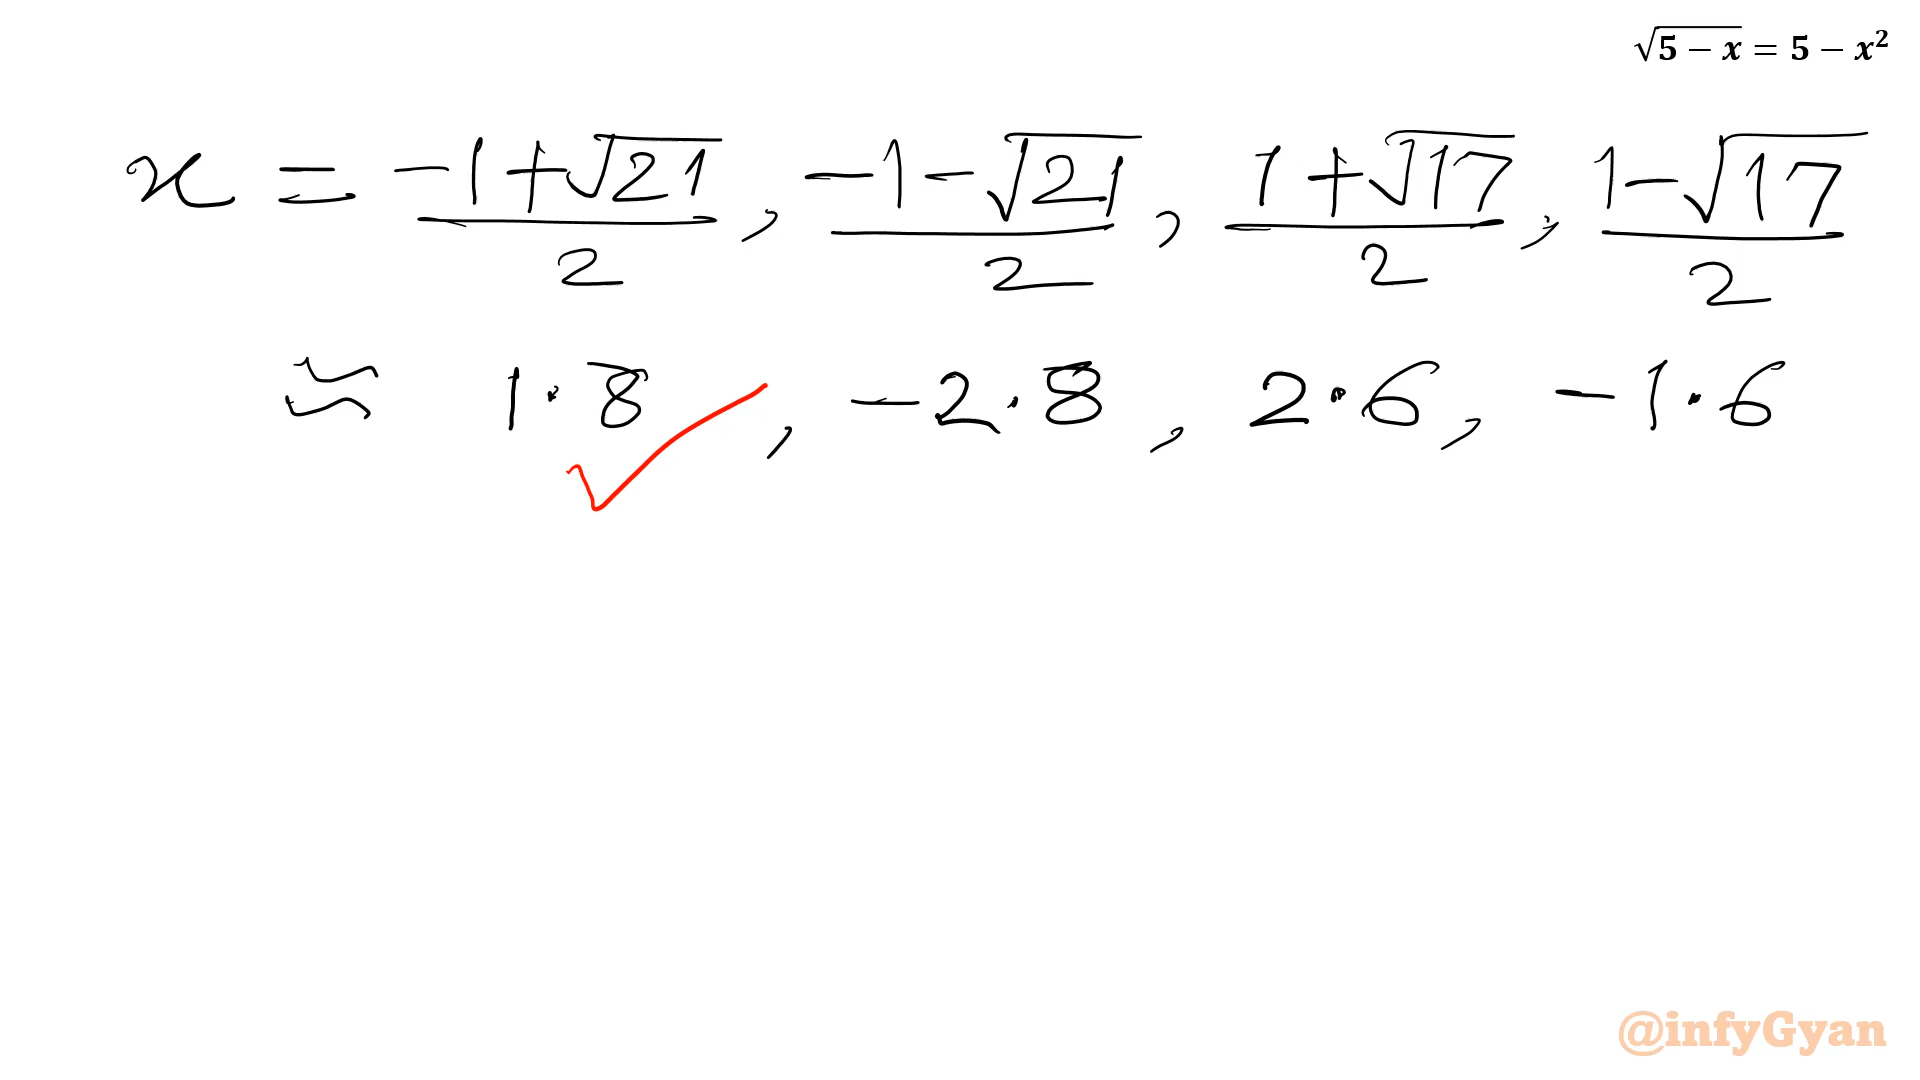 √(5 − x) = 5 − x²
x = (-1+√21)/2 , (-1-√21)/2 , (1+√17)/2 , (1-√17)/2
≈ 1.8 , -2.8 , 2.6 , -1.6
@infyGyan